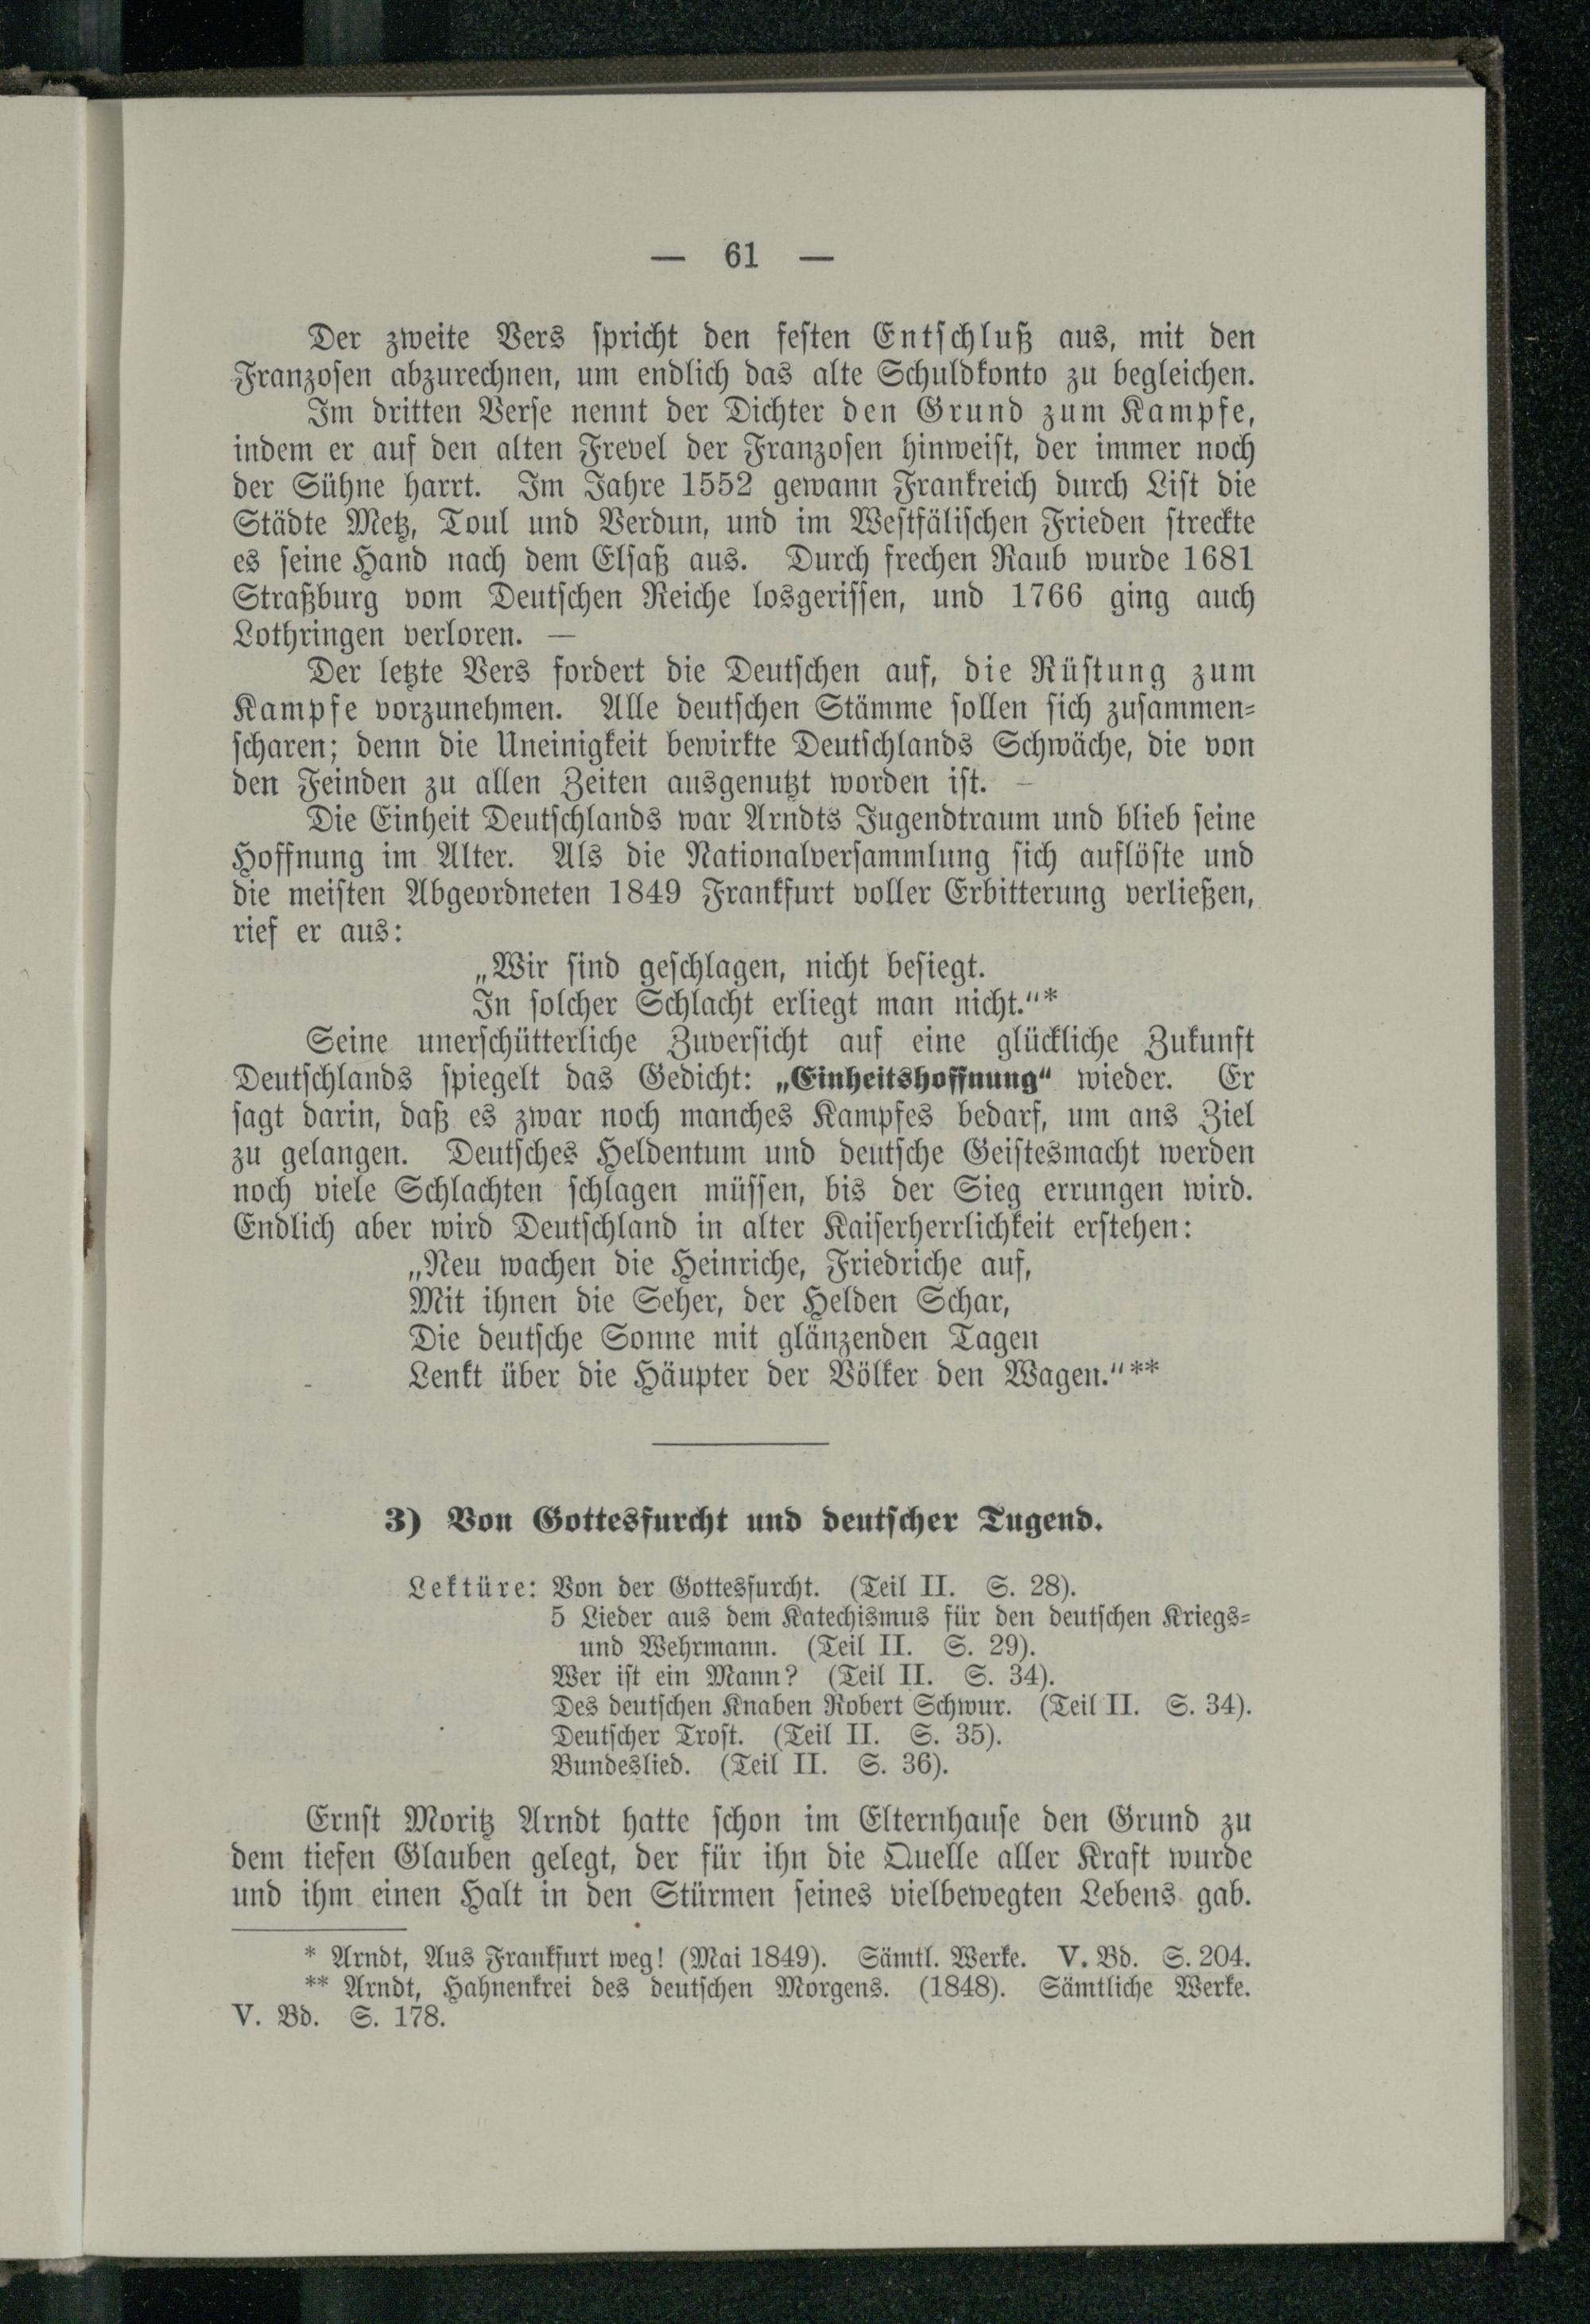 — 61 —
Der zweite Vers spricht den festen Entschluß aus, mit den
Franzosen abzurechnen, um endlich das alte Schuldkonto zu begleichen.
Im dritten Verse nennt der Dichter den Grund zum Kampfe,
indem er auf den alten Frevel der Franzosen hinweist, der immer noch
der Sühne harrt. Im Jahre 1552 gewann Frankreich durch List die
Städte Metz, Toul und Verdun, und im Westfälischen Frieden streckte
es seine Hand nach dem Elsaß aus. Durch frechen Raub wurde 1681
Straßburg vom Deutschen Reiche losgerissen, und 1766 ging auch
Lothringen verloren. —
Der letzte Vers fordert die Deutschen auf, die Rüstung zum
Kampfe vorzunehmen. Alle deutschen Stämme sollen sich zusammen-
scharen; denn die Uneinigkeit bewirkte Deutschlands Schwäche, die von
den Feinden zu allen Zeiten ausgenutzt worden ist. —
Die Einheit Deutschlands war Arndts Jugendtraum und blieb seine
Hoffnung im Alter. Als die Nationalversammlung sich auflöste und
die meisten Abgeordneten 1849 Frankfurt voller Erbitterung verließen,
rief er aus:
„Wir sind geschlagen, nicht besiegt.
In solcher Schlacht erliegt man nicht.“*
Seine unerschütterliche Zuversicht auf eine glückliche Zukunft
Deutschlands spiegelt das Gedicht: „Einheitshoffnung“ wieder. Er
sagt darin, daß es zwar noch manches Kampfes bedarf, um ans Ziel
zu gelangen. Deutsches Heldentum und deutsche Geistesmacht werden
noch viele Schlachten schlagen müssen, bis der Sieg errungen wird.
Endlich aber wird Deutschland in alter Kaiserherrlichkeit erstehen:
„Neu wachen die Heinriche, Friedriche auf,
Mit ihnen die Seher, der Helden Schar,
Die deutsche Sonne mit glänzenden Tagen
Lenkt über die Häupter der Völker den Wagen.“**
3) Von Gottesfurcht und deutscher Tugend.
Lektüre: Von der Gottesfurcht. (Teil II. S. 28).
5 Lieder aus dem Katechismus für den deutschen Kriegs-
und Wehrmann. (Teil II. S. 29).
Wer ist ein Mann? (Teil II. S. 34).
Des deutschen Knaben Robert Schwur. (Teil II. S. 34).
Deutscher Trost. (Teil II. S. 35).
Bundeslied. (Teil II. S. 36).
Ernst Moritz Arndt hatte schon im Elternhause den Grund zu
dem tiefen Glauben gelegt, der für ihn die Quelle aller Kraft wurde
und ihm einen Halt in den Stürmen seines vielbewegten Lebens gab.
* Arndt, Aus Frankfurt weg! (Mai 1849). Sämtl. Werke. V. Bd. S. 204.
** Arndt, Hahnenkrei des deutschen Morgens. (1848). Sämtliche Werke.
V. Bd. S. 178.